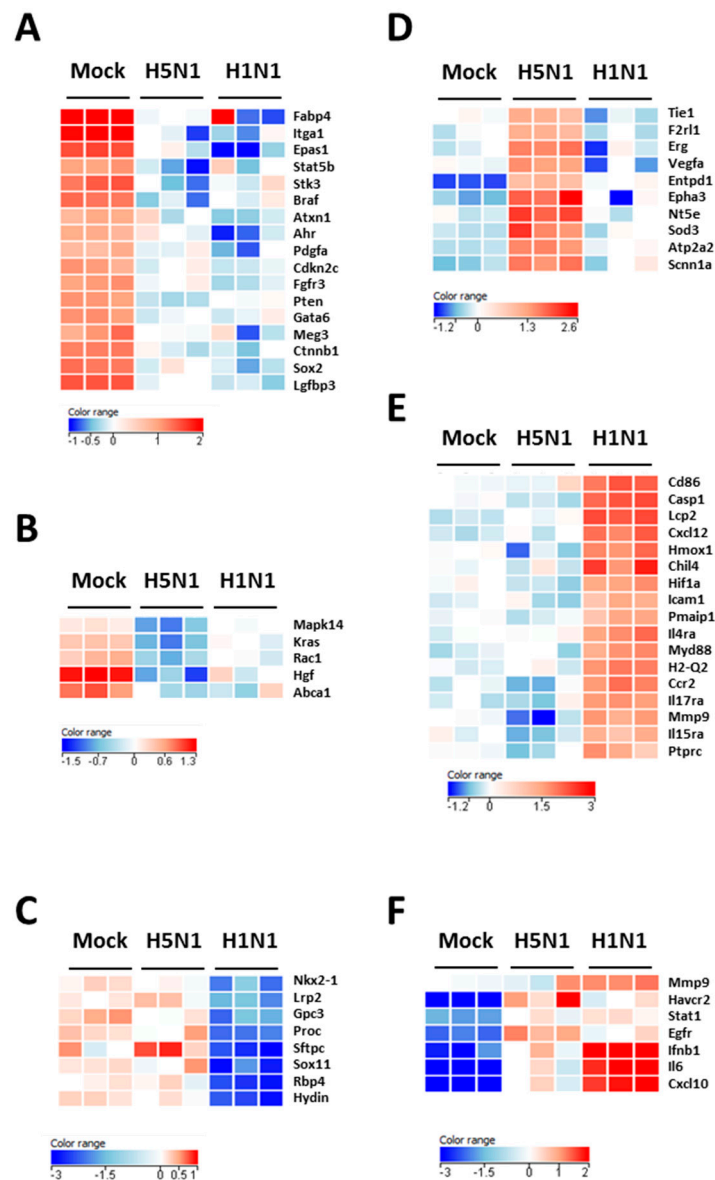 A
Mock H5N1 H1N1
Fabp4
Itga1
Epas1
Stat5b
Stk3
Braf
Atxn1
Ahr
Pdgfa
Cdkn2c
Fgfr3
Pten
Gata6
Meg3
Ctnnb1
Sox2
Lgfbp3
Color range
-1 -0.5 0 1 2
B
Mock H5N1 H1N1
Mapk14
Kras
Rac1
Hgf
Abca1
Color range
-1.5 -0.7 0 0.6 1.3
C
Mock H5N1 H1N1
Nkx2-1
Lrp2
Gpc3
Proc
Sftpc
Sox11
Rbp4
Hydin
Color range
-3 -1.5 0 0.5 1
D
Mock H5N1 H1N1
Tie1
F2rl1
Erg
Vegfa
Entpd1
Epha3
Nt5e
Sod3
Atp2a2
Scnn1a
Color range
-1.2 0 1.3 2.6
E
Mock H5N1 H1N1
Cd86
Casp1
Lcp2
Cxcl12
Hmox1
Chil4
Hif1a
Icam1
Pmaip1
Il4ra
Myd88
H2-Q2
Ccr2
Il17ra
Mmp9
Il15ra
Ptprc
Color range
-1.2 0 1.5 3
F
Mock H5N1 H1N1
Mmp9
Havcr2
Stat1
Egfr
Ifnb1
Il6
Cxcl10
Color range
-3 -1.5 0 1 2